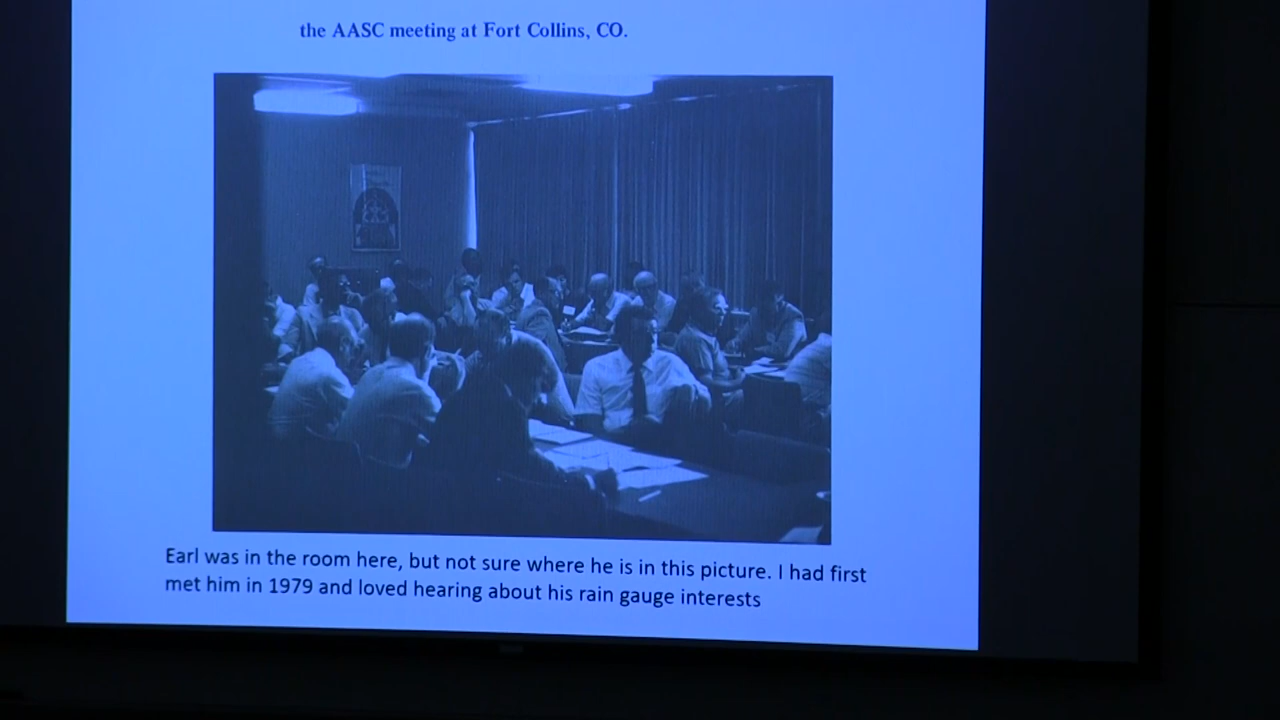 the AASC meeting at Fort Collins, CO.
Earl was in the room here, but not sure where he is in this picture. I had first
met him in 1979 and loved hearing about his rain gauge interests